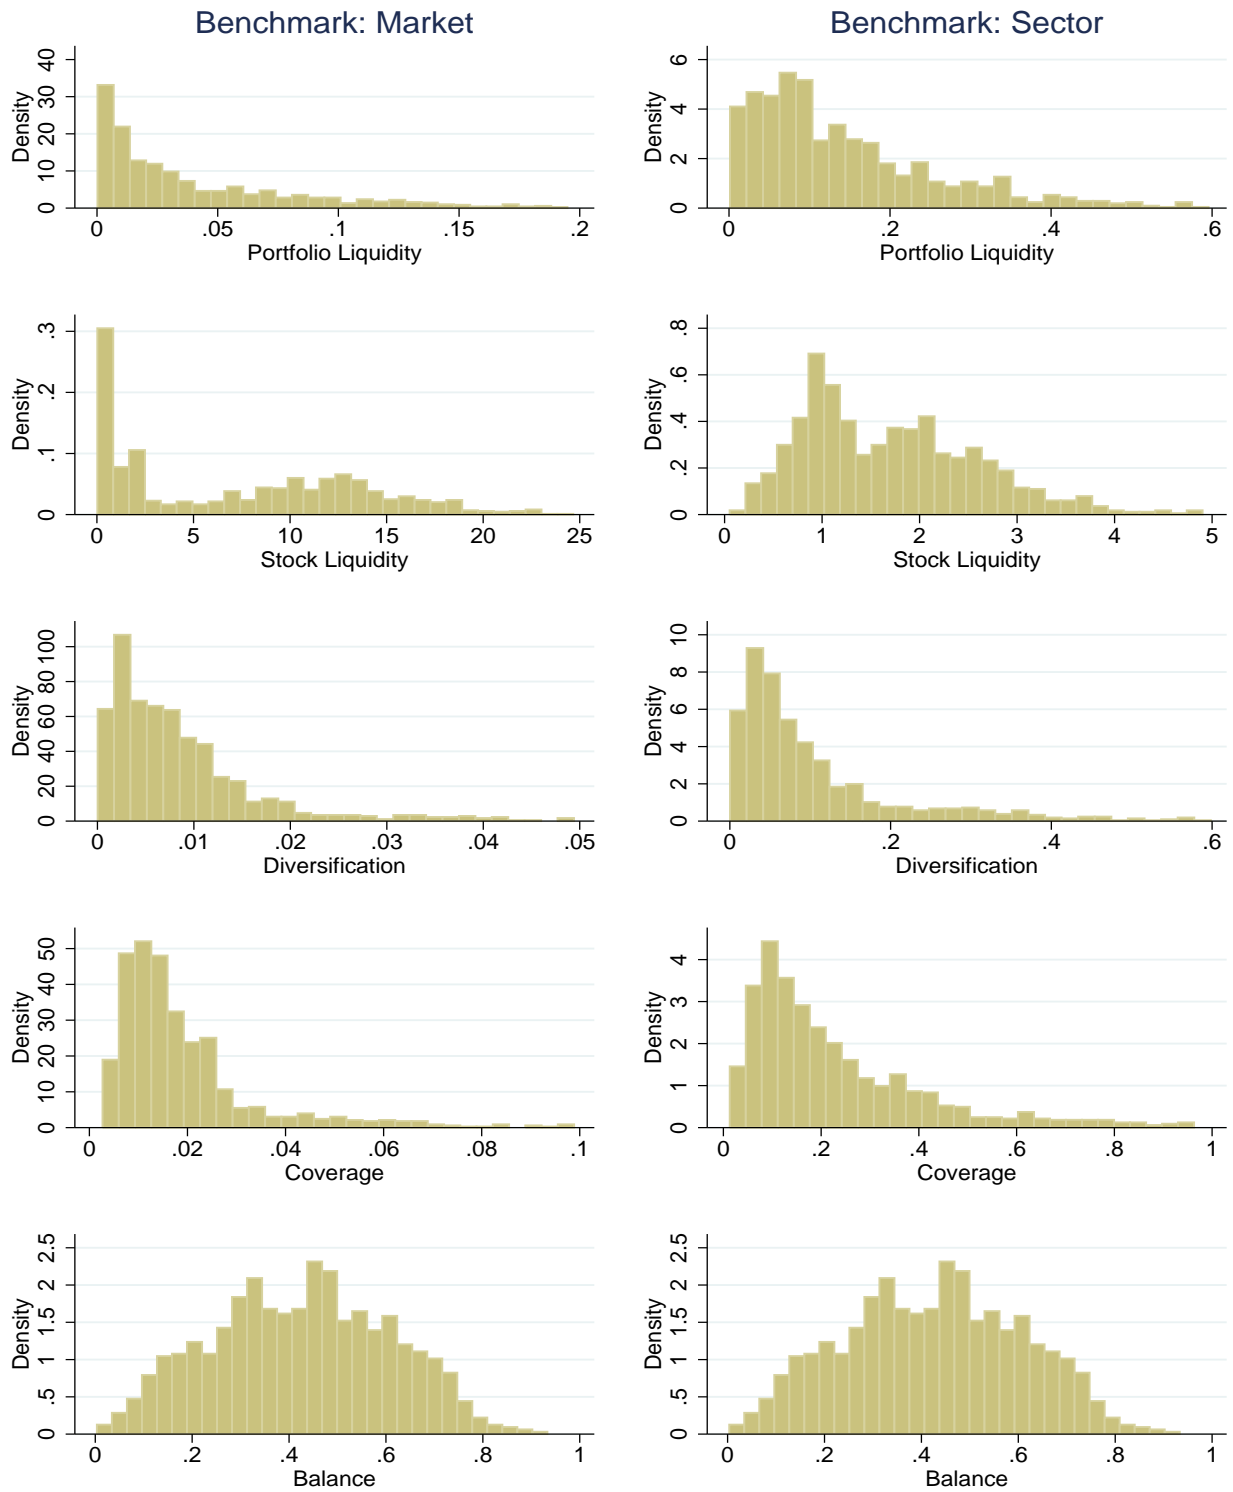 Benchmark: Market
Density
0 10 20 30 40
0 .05 .1 .15 .2
Portfolio Liquidity
Density
0 .1 .2 .3
0 5 10 15 20 25
Stock Liquidity
Density
0 20 40 60 80 100
0 .01 .02 .03 .04 .05
Diversification
Density
0 10 20 30 40 50
0 .02 .04 .06 .08 .1
Coverage
Density
0 .5 1 1.5 2 2.5
0 .2 .4 .6 .8 1
Balance
Benchmark: Sector
Density
0 2 4 6
0 .2 .4 .6
Portfolio Liquidity
Density
0 .2 .4 .6 .8
0 1 2 3 4 5
Stock Liquidity
Density
0 2 4 6 8 10
0 .2 .4 .6
Diversification
Density
0 1 2 3 4
0 .2 .4 .6 .8 1
Coverage
Density
0 .5 1 1.5 2 2.5
0 .2 .4 .6 .8 1
Balance